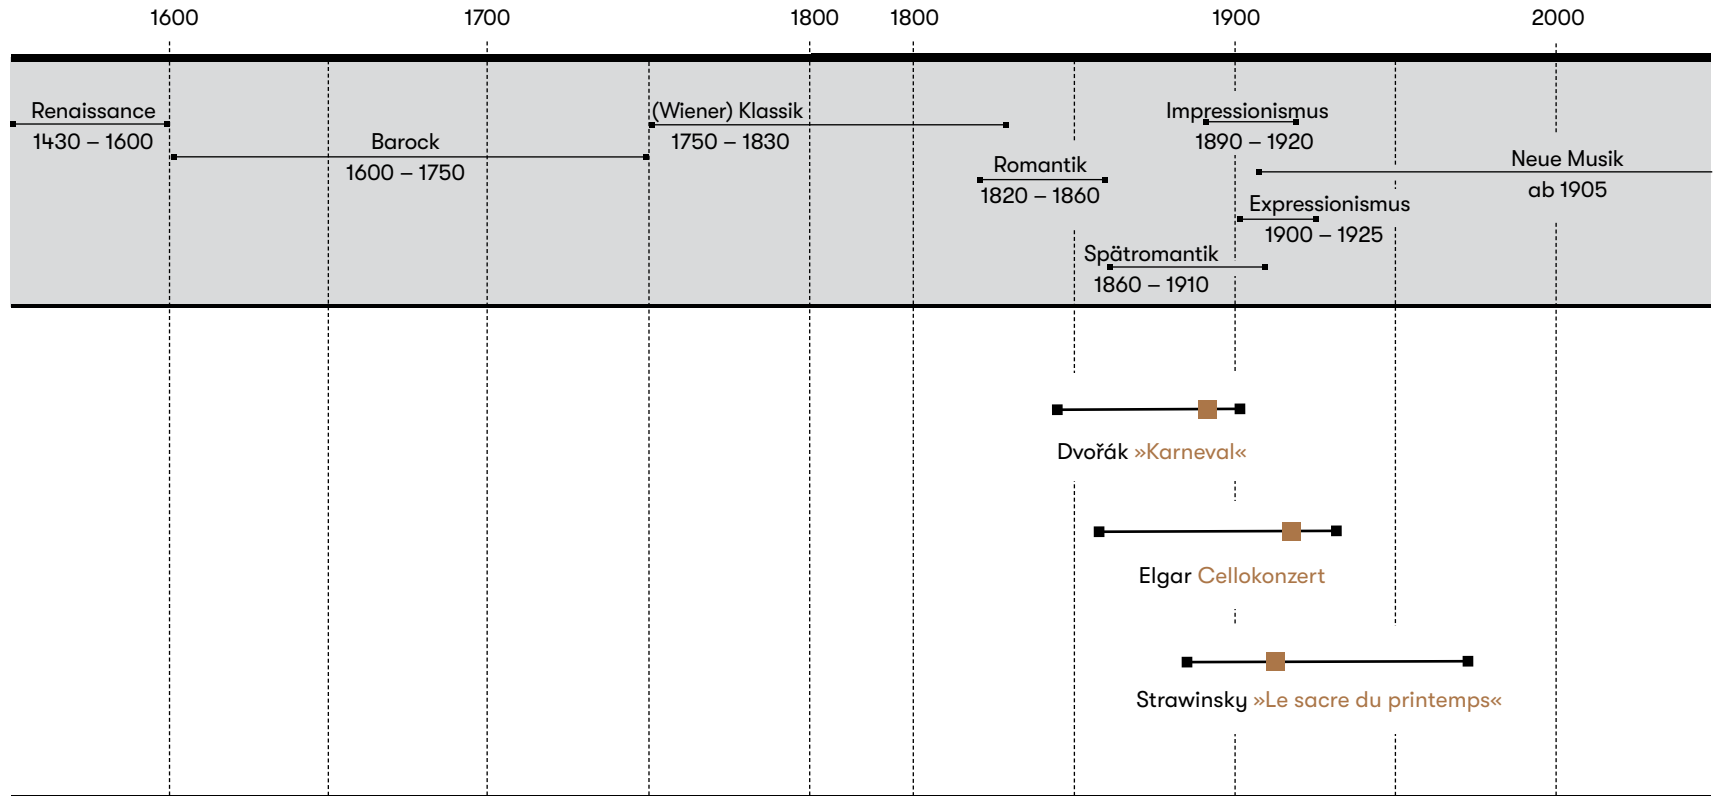 1600 1700 1800 1800 1900 2000
Renaissance
1430 – 1600
Barock
1600 – 1750
(Wiener) Klassik
1750 – 1830
Romantik
1820 – 1860
Impressionismus
1890 – 1920
Neue Musik
ab 1905
Expressionismus
1900 – 1925
Spätromantik
1860 – 1910
Dvořák »Karneval«
Elgar Cellokonzert
Strawinsky »Le sacre du printemps«